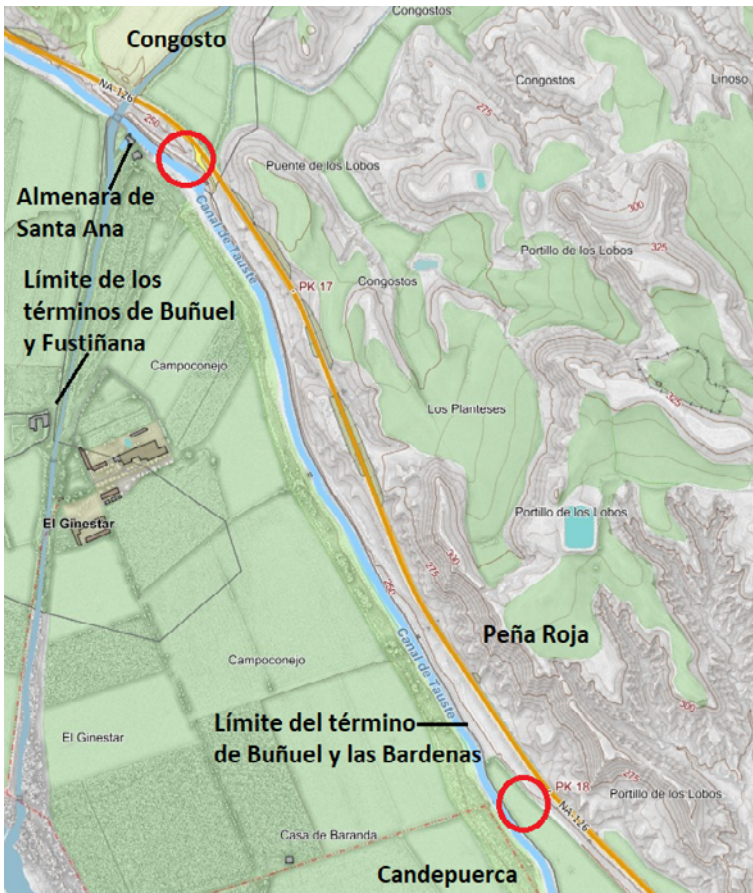 Congosto
Congostos
NA-126
250
Congostos
Linoso
275
Puente de los Lobos
Almenara de
Santa Ana
300
325
Portillo de los Lobos
Canal de Tauste
PK 17
Congostos
Límite de los
términos de Buñuel
y Fustiñana
Campoconejo
325
Los Planteses
El Ginestar
Portillo de los Lobos
300
275
250
Peña Roja
Canal de Tauste
Campoconejo
El Ginestar
Límite del término
de Buñuel y las Bardenas
300
275
PK 18
NA-126
Portillo de los Lobos
Casa de Baranda
Candepuerca